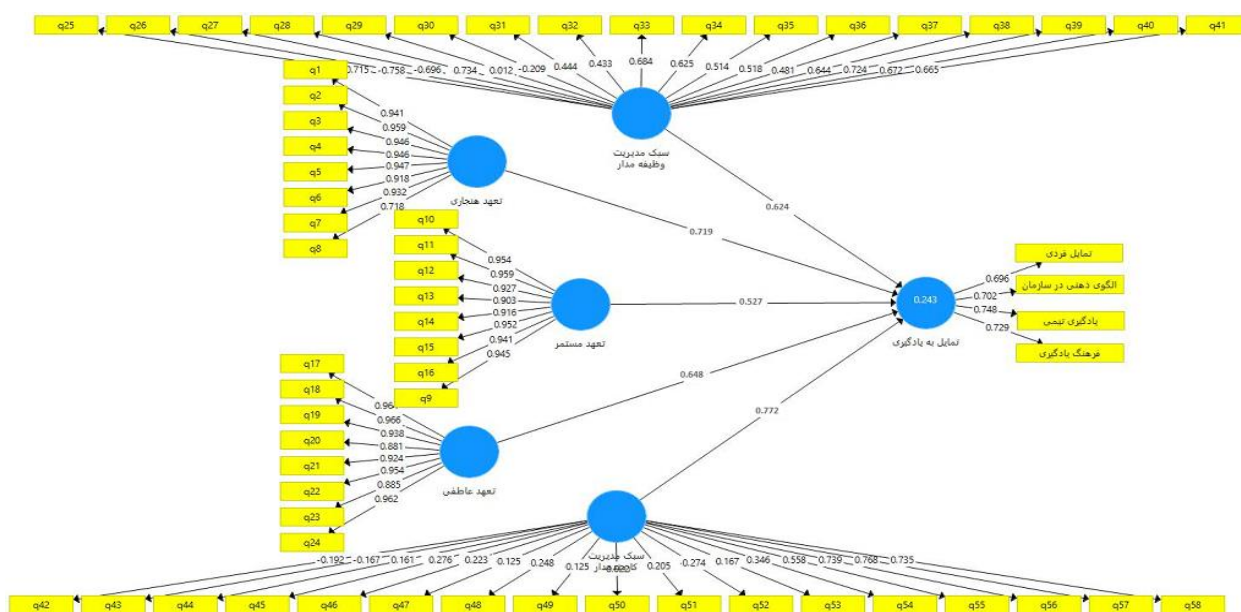 q25 q26 q27 q28 q29 q30 q31 q32 q33 q34 q35 q36 q37 q38 q39 q40 q41
0.715 -0.758 -0.696 0.734 0.012 -0.209 0.444 0.433 0.684 0.625 0.514 0.518 0.481 0.644 0.724 0.672 0.665
سبک مدیریت
وظیفه مدار
q1
q2
q3
q4
q5
q6
q7
q8
0.941
0.959
0.946
0.946
0.947
0.918
0.932
0.718
تعهد هنجاری
0.624
0.719
q10
q11
q12
q13
q14
q15
q16
q9
0.954
0.959
0.927
0.903
0.916
0.952
0.941
0.945
تعهد مستمر
0.527
0.243
تمایل به یادگیری
0.696
0.702
0.748
0.729
تمایل فردی
الگوی ذهنی در سازمان
یادگیری تیمی
فرهنگ یادگیری
q17
q18
q19
q20
q21
q22
q23
q24
0.966
0.938
0.881
0.924
0.954
0.885
0.962
تعهد عاطفی
0.648
0.772
سبک مدیریت
-0.192 -0.167 0.161 0.276 0.223 0.125 0.248 0.125 0.205 -0.274 0.167 0.346 0.558 0.739 0.768 0.735
q42 q43 q44 q45 q46 q47 q48 q49 q50 q51 q52 q53 q54 q55 q56 q57 q58